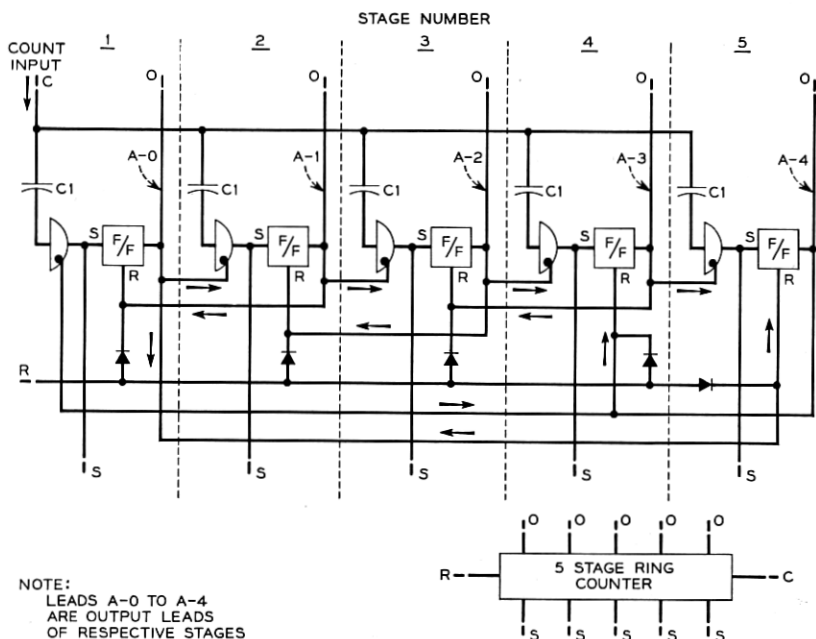 STAGE NUMBER
1 2 3 4 5
COUNT
INPUT
C O O O O O
A-0 A-1 A-2 A-3 A-4
C1 C1 C1 C1 C1
S F/F S F/F S F/F S F/F S F/F
R R R R R
R
S S S S S
O O O O O
R 5 STAGE RING
COUNTER C
S S S S S
NOTE:
LEADS A-0 TO A-4
ARE OUTPUT LEADS
OF RESPECTIVE STAGES